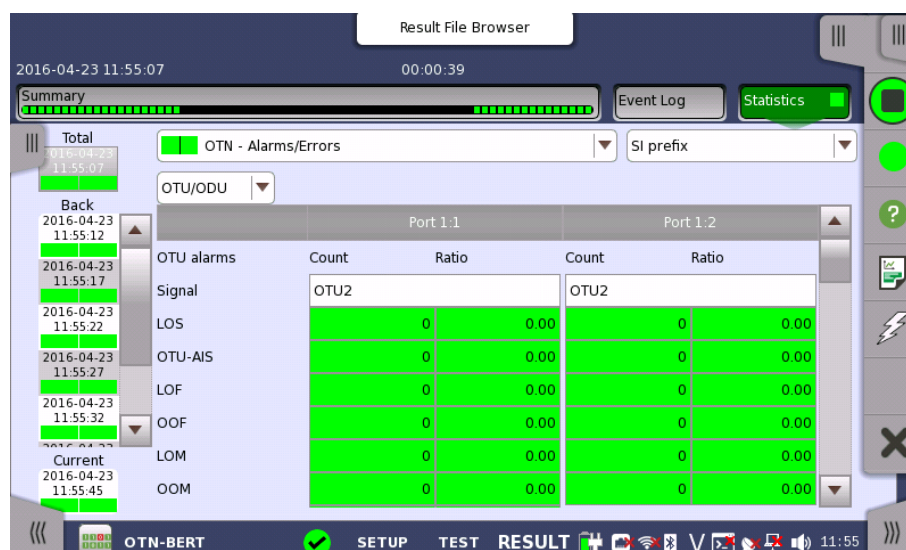 Result File Browser
2016-04-23 11:55:07 00:00:39
Summary Event Log Statistics
Total
2016-04-23
11:55:07
OTN - Alarms/Errors SI prefix
OTU/ODU
Back
2016-04-23
11:55:12
2016-04-23
11:55:17
2016-04-23
11:55:22
2016-04-23
11:55:27
2016-04-23
11:55:32
Current
2016-04-23
11:55:45
Port 1:1 Port 1:2
OTU alarms Count Ratio Count Ratio
Signal OTU2 OTU2
LOS 0 0.00 0 0.00
OTU-AIS 0 0.00 0 0.00
LOF 0 0.00 0 0.00
OOF 0 0.00 0 0.00
LOM 0 0.00 0 0.00
OOM 0 0.00 0 0.00
OTN-BERT SETUP TEST RESULT 11:55